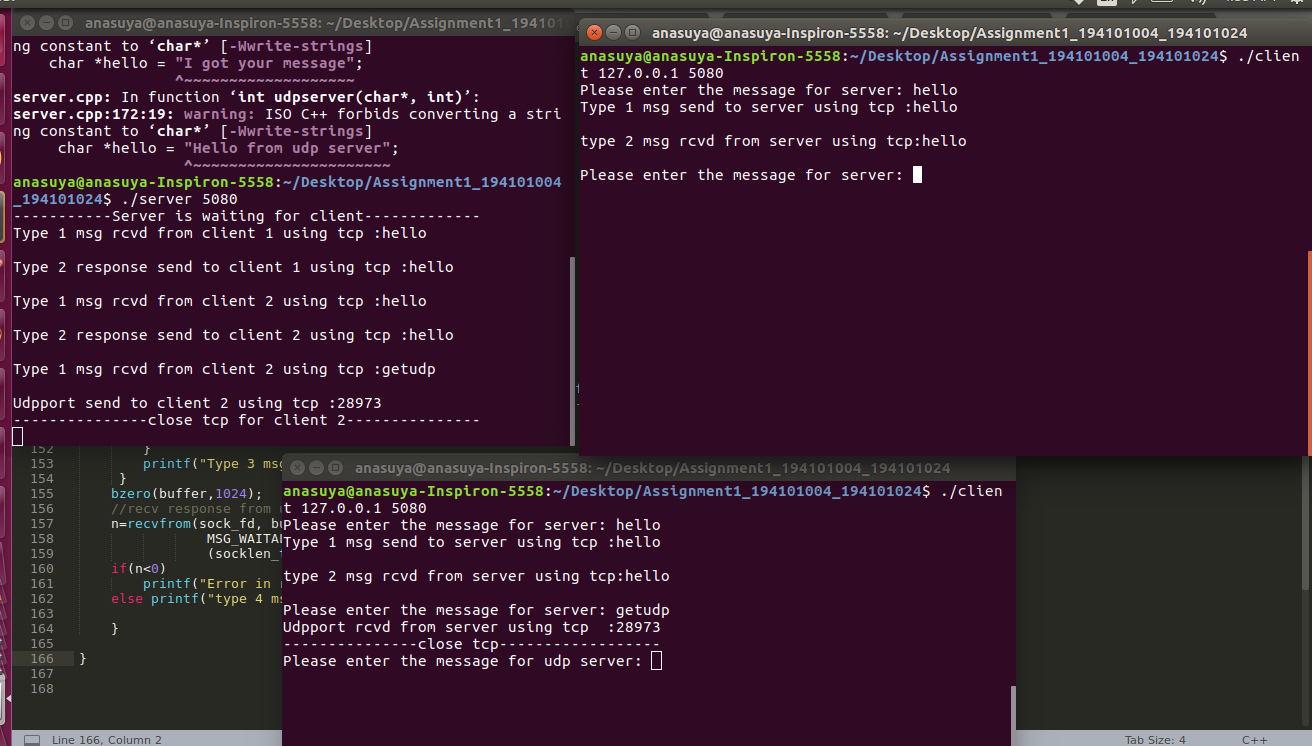 anasuya@anasuya-Inspiron-5558: ~/Desktop/Assignment1_19410
ng constant to ‘char*’ [-Wwrite-strings]
char *hello = "I got your message";
^~~~~~~~~~~~~~~~~~~~
server.cpp: In function ‘int udpserver(char*, int)’:
server.cpp:172:19: warning: ISO C++ forbids converting a stri
ng constant to ‘char*’ [-Wwrite-strings]
char *hello = "Hello from udp server";
^~~~~~~~~~~~~~~~~~~~~~~
anasuya@anasuya-Inspiron-5558:~/Desktop/Assignment1_194101004
_194101024$ ./server 5080
-----------Server is waiting for client-------------
Type 1 msg rcvd from client 1 using tcp :hello
Type 2 response send to client 1 using tcp :hello
Type 1 msg rcvd from client 2 using tcp :hello
Type 2 response send to client 2 using tcp :hello
Type 1 msg rcvd from client 2 using tcp :getudp
Udpport send to client 2 using tcp :28973
---------------close tcp for client 2---------------
anasuya@anasuya-Inspiron-5558: ~/Desktop/Assignment1_194101004_194101024
anasuya@anasuya-Inspiron-5558:~/Desktop/Assignment1_194101004_194101024$ ./clien
t 127.0.0.1 5080
Please enter the message for server: hello
Type 1 msg send to server using tcp :hello
type 2 msg rcvd from server using tcp:hello
Please enter the message for server:
152 }
153 printf("Type 3 msg
154 }
155 bzero(buffer,1024);
156 //recv response from
157 n=recvfrom(sock_fd, bu
158 MSG_WAITAL
159 (socklen_t
160 if(n<0)
161 printf("Error in
162 else printf("type 4 ms
163
164 }
165
166 }
167
168
anasuya@anasuya-Inspiron-5558: ~/Desktop/Assignment1_194101004_194101024
anasuya@anasuya-Inspiron-5558:~/Desktop/Assignment1_194101004_194101024$ ./clien
t 127.0.0.1 5080
Please enter the message for server: hello
Type 1 msg send to server using tcp :hello
type 2 msg rcvd from server using tcp:hello
Please enter the message for server: getudp
Udpport rcvd from server using tcp  :28973
---------------close tcp------------------
Please enter the message for udp server:
Line 166, Column 2
Tab Size: 4
C++